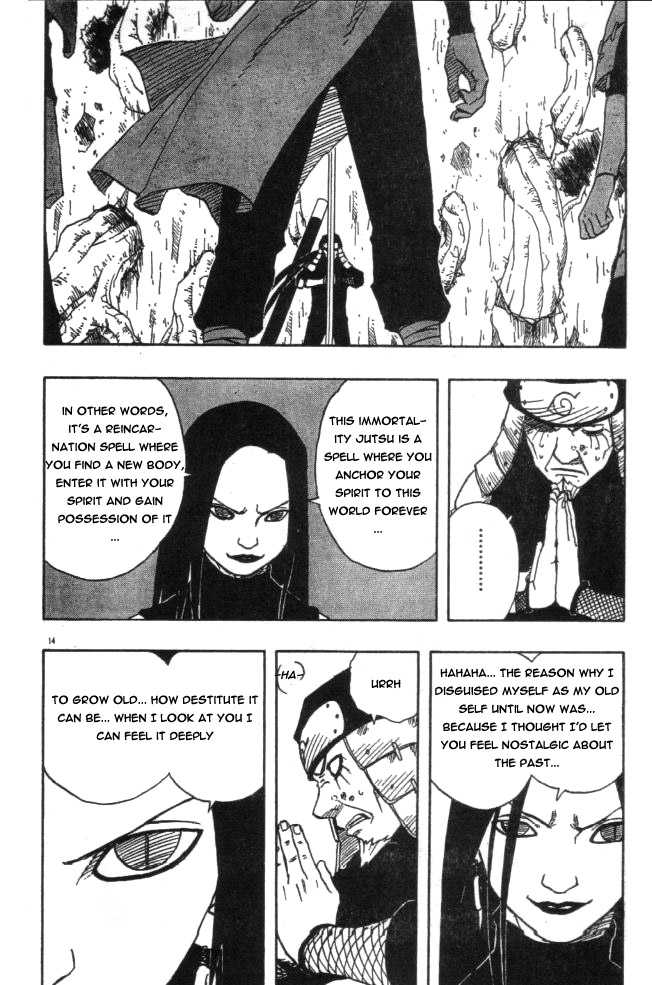 ............
THIS IMMORTAL-
ITY JUTSU IS A
SPELL WHERE YOU
ANCHOR YOUR
SPIRIT TO THIS
WORLD FOREVER
...
IN OTHER WORDS,
IT'S A REINCAR-
NATION SPELL WHERE
YOU FIND A NEW BODY,
ENTER IT WITH YOUR
SPIRIT AND GAIN
POSSESSION OF IT
...
14
HAHAHA... THE REASON WHY I
DISGUISED MYSELF AS MY OLD
SELF UNTIL NOW WAS...
BECAUSE I THOUGHT I'D LET
YOU FEEL NOSTALGIC ABOUT
THE PAST...
URRH
-HA-
TO GROW OLD... HOW DESTITUTE IT
CAN BE... WHEN I LOOK AT YOU I
CAN FEEL IT DEEPLY